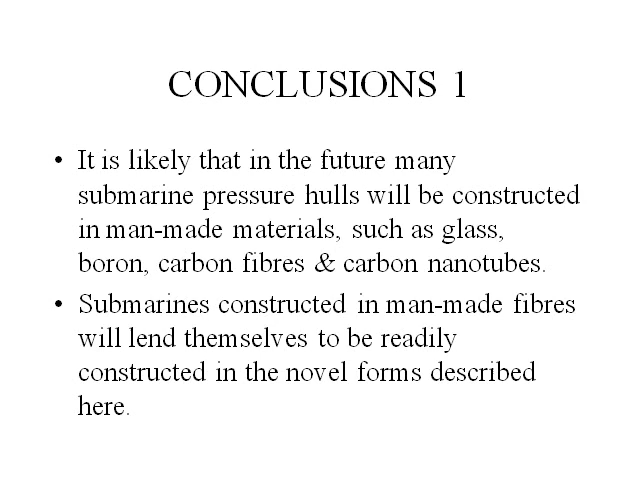 CONCLUSIONS 1
• It is likely that in the future many
submarine pressure hulls will be constructed
in man-made materials, such as glass,
boron, carbon fibres & carbon nanotubes.
• Submarines constructed in man-made fibres
will lend themselves to be readily
constructed in the novel forms described
here.